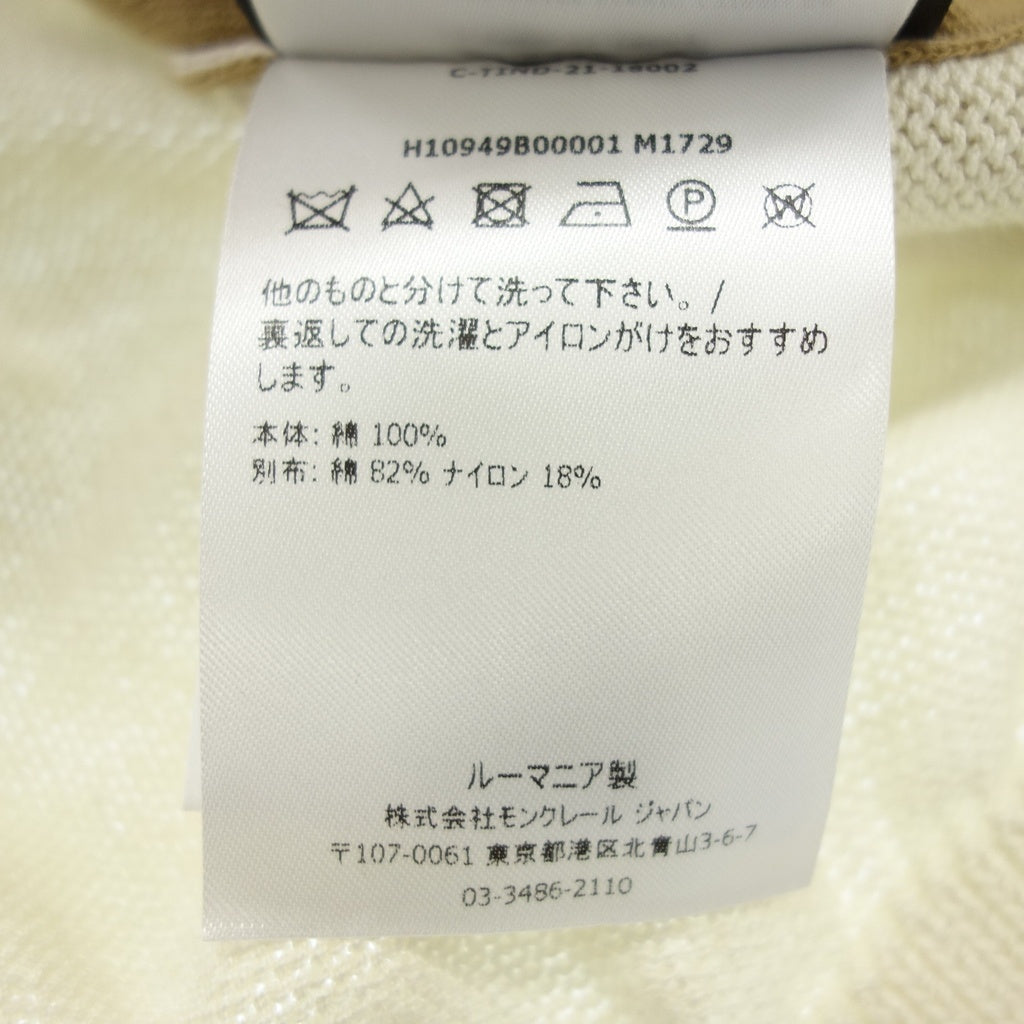 C-TIND-21-16002
H10949B00001 M1729
P
W
他のものと分けて洗って下さい。/
裏返しての洗濯とアイロンがけをおすすめ
します。
本体: 綿 100%
別布: 綿 82% ナイロン 18%
ルーマニア製
株式会社モンクレール ジャパン
〒107-0061 東京都港区北青山3-6-7
03-3486-2110